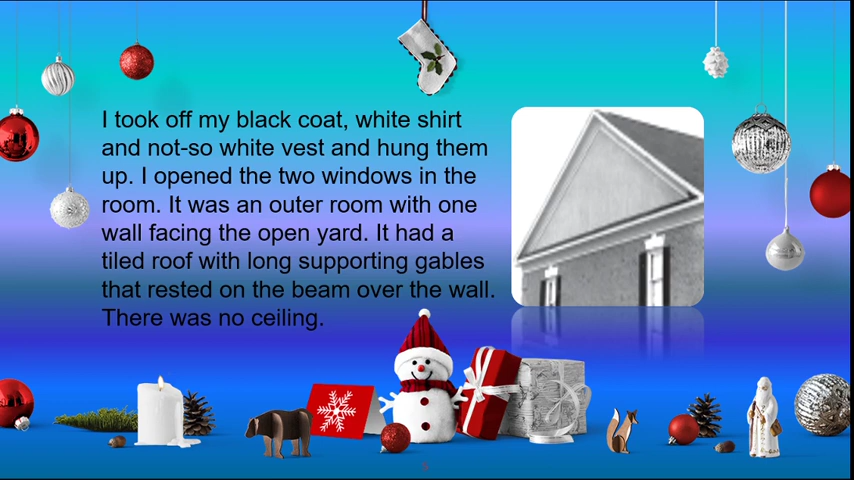 I took off my black coat, white shirt
and not-so white vest and hung them
up. I opened the two windows in the
room. It was an outer room with one
wall facing the open yard. It had a
tiled roof with long supporting gables
that rested on the beam over the wall.
There was no ceiling.